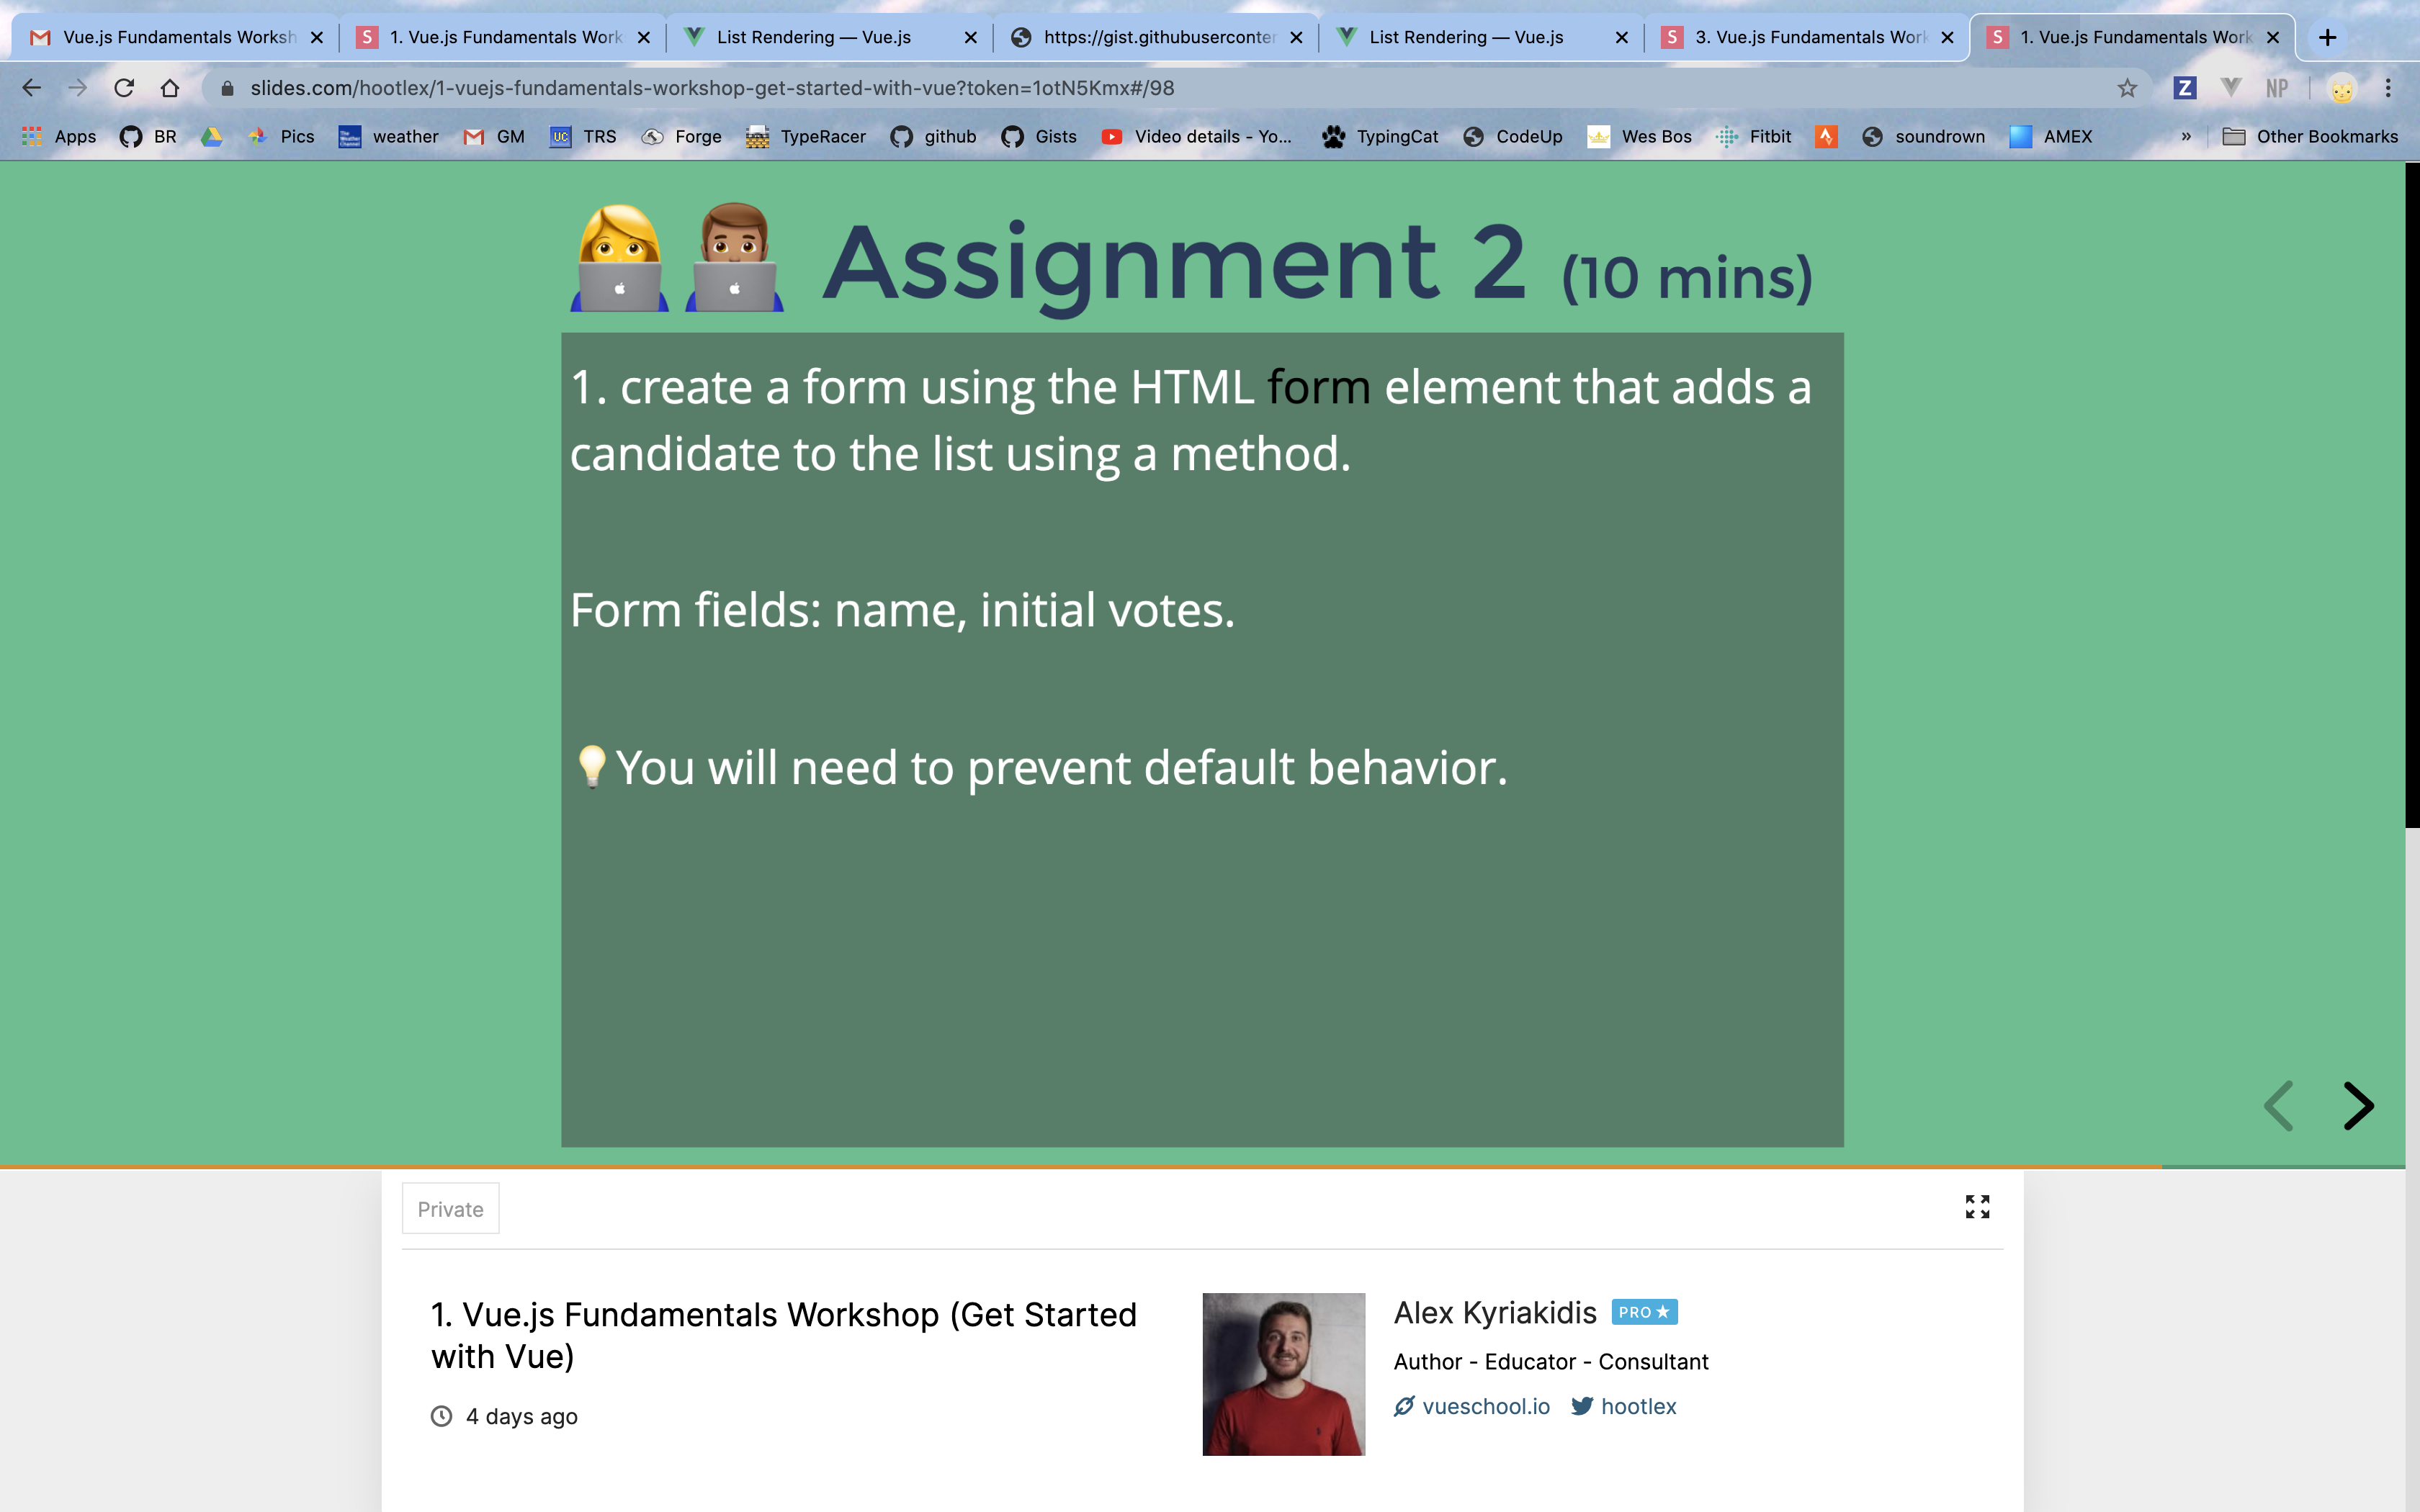 Vue.js Fundamentals Worksh
1. Vue.js Fundamentals Work
List Rendering — Vue.js
https://gist.githubuserconter
List Rendering — Vue.js
3. Vue.js Fundamentals Work
1. Vue.js Fundamentals Work
slides.com/hootlex/1-vuejs-fundamentals-workshop-get-started-with-vue?token=1otN5Kmx#/98
Z
NP
Apps
BR
Pics
weather
GM
UC
TRS
Forge
TypeRacer
github
Gists
Video details - Yo...
TypingCat
CodeUp
Wes Bos
Fitbit
soundrown
AMEX
»
Other Bookmarks
Assignment 2 (10 mins)
1. create a form using the HTML form element that adds a
candidate to the list using a method.
Form fields: name, initial votes.
You will need to prevent default behavior.
Private
1. Vue.js Fundamentals Workshop (Get Started
with Vue)
4 days ago
Alex Kyriakidis PRO
Author - Educator - Consultant
vueschool.io hootlex